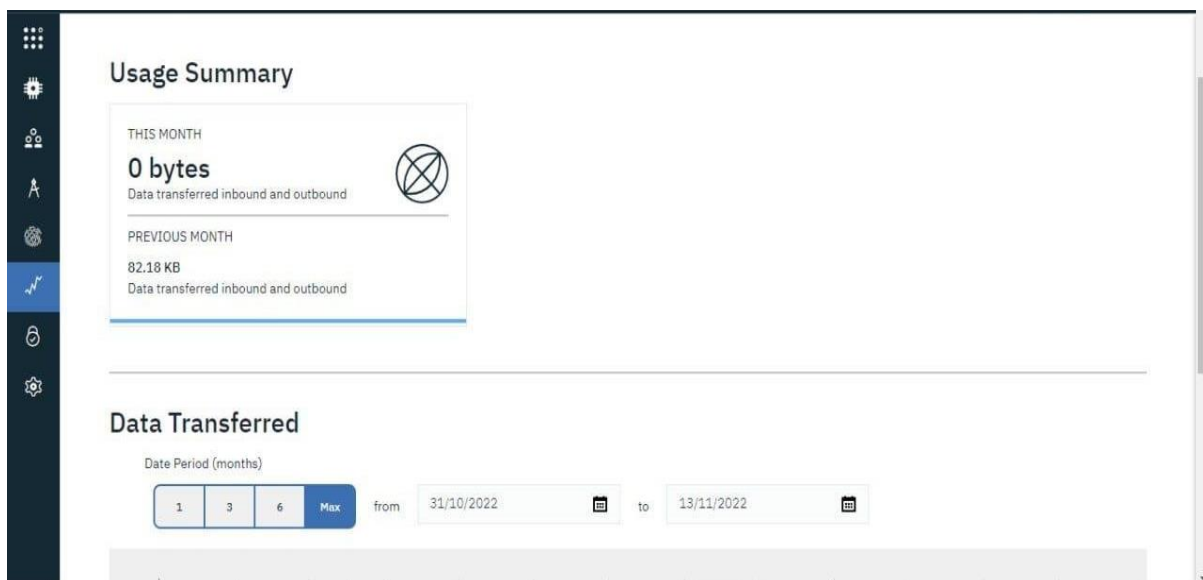 Usage Summary
THIS MONTH
0 bytes
Data transferred inbound and outbound
PREVIOUS MONTH
82.18 KB
Data transferred inbound and outbound
Data Transferred
Date Period (months)
1 3 6 Max from 31/10/2022 to 13/11/2022